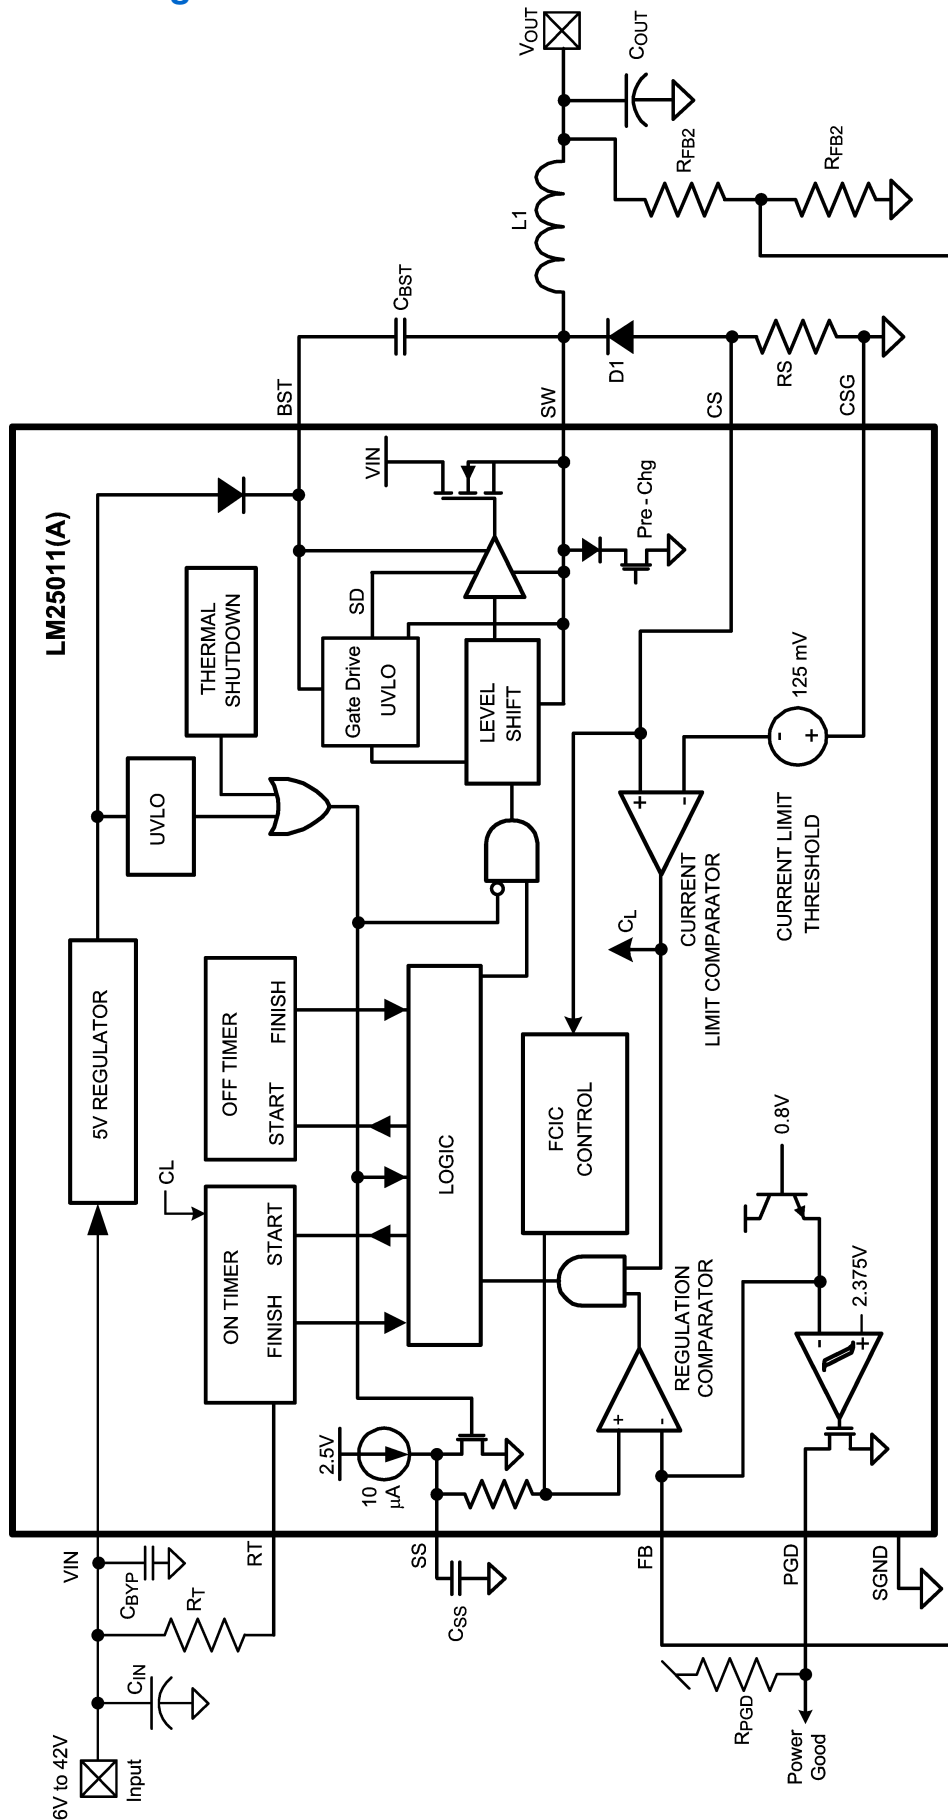 LM25011(A)
6V to 42V
Input
CIN
RT
CBYP
VIN
RT
5V REGULATOR
UVLO
THERMAL
SHUTDOWN
CL
ON TIMER
FINISH START
OFF TIMER
START FINISH
LOGIC
2.5V
10
µA
SS
CSS
Gate Drive
UVLO
SD
LEVEL
SHIFT
VIN
BST
CBST
SW
L1
VOUT
COUT
RFB2
RFB2
D1
Pre - Chg
CS
RS
CSG
FCIC
CONTROL
CL
+
-
CURRENT
LIMIT COMPARATOR
-
+
125 mV
CURRENT LIMIT
THRESHOLD
+
-
REGULATION
COMPARATOR
FB
0.8V
-
+
2.375V
PGD
RPGD
Power
Good
SGND